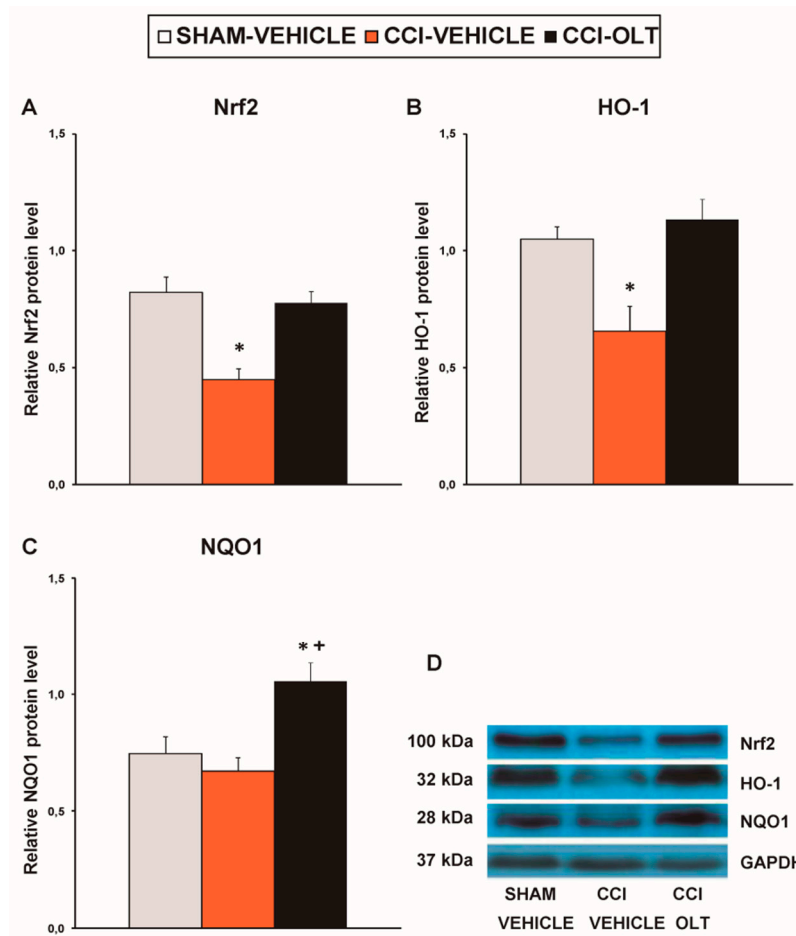 SHAM-VEHICLE CCI-VEHICLE CCI-OLT
A
Nrf2
Relative Nrf2 protein level
1,5
1,0
0,5
0,0
*
B
HO-1
Relative HO-1 protein level
1,5
1,0
0,5
0,0
*
C
NQO1
Relative NQO1 protein level
1,5
1,0
0,5
0,0
* +
D
100 kDa Nrf2
32 kDa HO-1
28 kDa NQO1
37 kDa GAPDH
SHAM CCI CCI
VEHICLE VEHICLE OLT